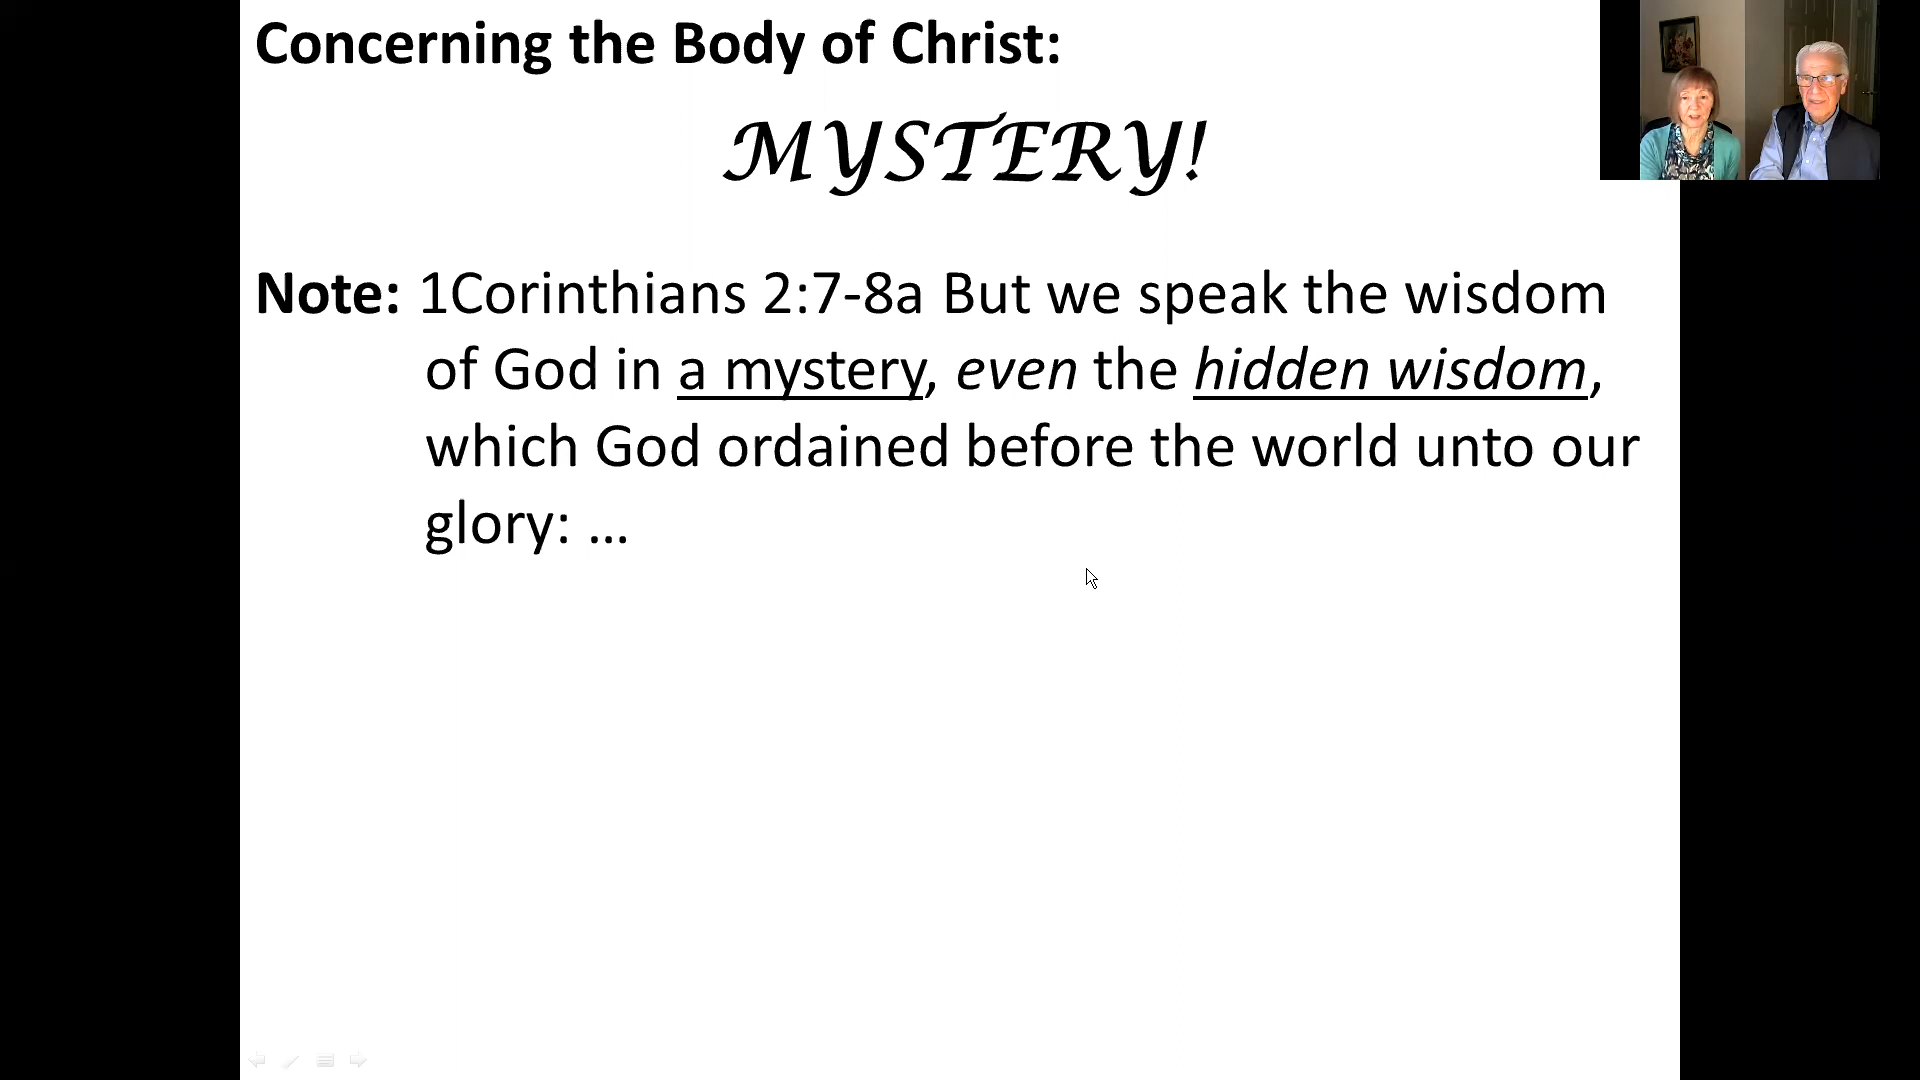 Concerning the Body of Christ:
MYSTERY!
Note: 1Corinthians 2:7-8a But we speak the wisdom
of God in a mystery, even the hidden wisdom,
which God ordained before the world unto our
glory: ...